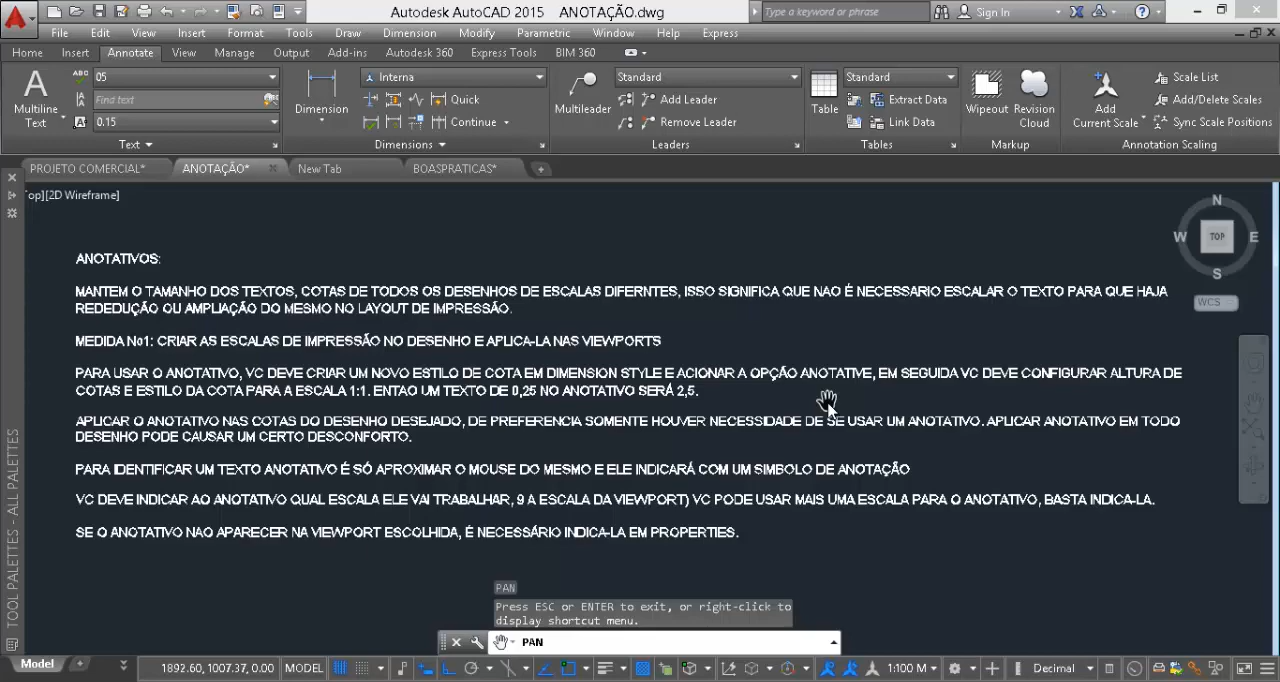 Autodesk AutoCAD 2015 ANOTAÇÃO.dwg
Type a keyword or phrase
Sign In
File Edit View Insert Format Tools Draw Dimension Modify Parametric Window Help Express
Home Insert Annotate View Manage Output Add-ins Autodesk 360 Express Tools BIM 360
A
Multiline
Text
ABC
05
Find text
0.15
Text
Dimension
Interna
Quick
Continue
Dimensions
Multileader
Standard
Add Leader
Remove Leader
Leaders
Table
Standard
Extract Data
Link Data
Tables
Wipeout
Revision
Cloud
Markup
Add
Current Scale
Scale List
Add/Delete Scales
Sync Scale Positions
Annotation Scaling
PROJETO COMERCIAL* ANOTAÇÃO* New Tab BOASPRATICAS*
op][2D Wireframe]
N
W TOP E
S
WCS
ANOTATIVOS:
MANTEM O TAMANHO DOS TEXTOS, COTAS DE TODOS OS DESENHOS DE ESCALAS DIFERNTES, ISSO SIGNIFICA QUE NAO É NECESSARIO ESCALAR O TEXTO PARA QUE HAJA
REDEDUÇÃO OU AMPLIAÇÃO DO MESMO NO LAYOUT DE IMPRESSÃO.
MEDIDA No1: CRIAR AS ESCALAS DE IMPRESSÃO NO DESENHO E APLICA-LA NAS VIEWPORTS
PARA USAR O ANOTATIVO, VC DEVE CRIAR UM NOVO ESTILO DE COTA EM DIMENSION STYLE E ACIONAR A OPÇÃO ANOTATIVE, EM SEGUIDA VC DEVE CONFIGURAR ALTURA DE
COTAS E ESTILO DA COTA PARA A ESCALA 1:1. ENTAO UM TEXTO DE 0,25 NO ANOTATIVO SERÁ 2,5.
APLICAR O ANOTATIVO NAS COTAS DO DESENHO DESEJADO, DE PREFERENCIA SOMENTE HOUVER NECESSIDADE DE SE USAR UM ANOTATIVO. APLICAR ANOTATIVO EM TODO
DESENHO PODE CAUSAR UM CERTO DESCONFORTO.
PARA IDENTIFICAR UM TEXTO ANOTATIVO É SÓ APROXIMAR O MOUSE DO MESMO E ELE INDICARÁ COM UM SIMBOLO DE ANOTAÇÃO
VC DEVE INDICAR AO ANOTATIVO QUAL ESCALA ELE VAI TRABALHAR, 9 A ESCALA DA VIEWPORT) VC PODE USAR MAIS UMA ESCALA PARA O ANOTATIVO, BASTA INDICA-LA.
SE O ANOTATIVO NAO APARECER NA VIEWPORT ESCOLHIDA, É NECESSÁRIO INDICA-LA EM PROPERTIES.
TOOL PALETTES - ALL PALETTES
PAN
Press ESC or ENTER to exit, or right-click to
display shortcut menu.
PAN
Model
1892.60, 1007.37, 0.00 MODEL 1:100 M Decimal